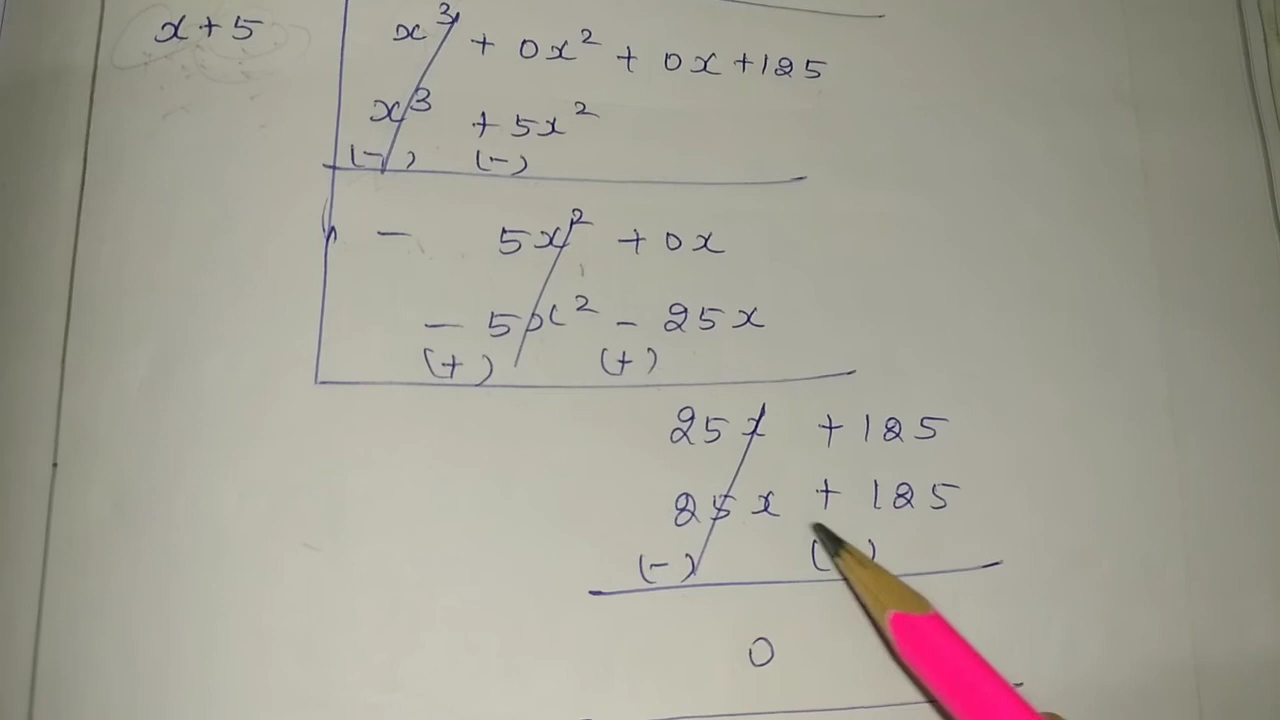 x + 5
x³ + 0x² + 0x + 125
x³ + 5x²
(-) (-)
- 5x² + 0x
- 5x² - 25x
(+) (+)
25x + 125
25x + 125
(-) ( )
0